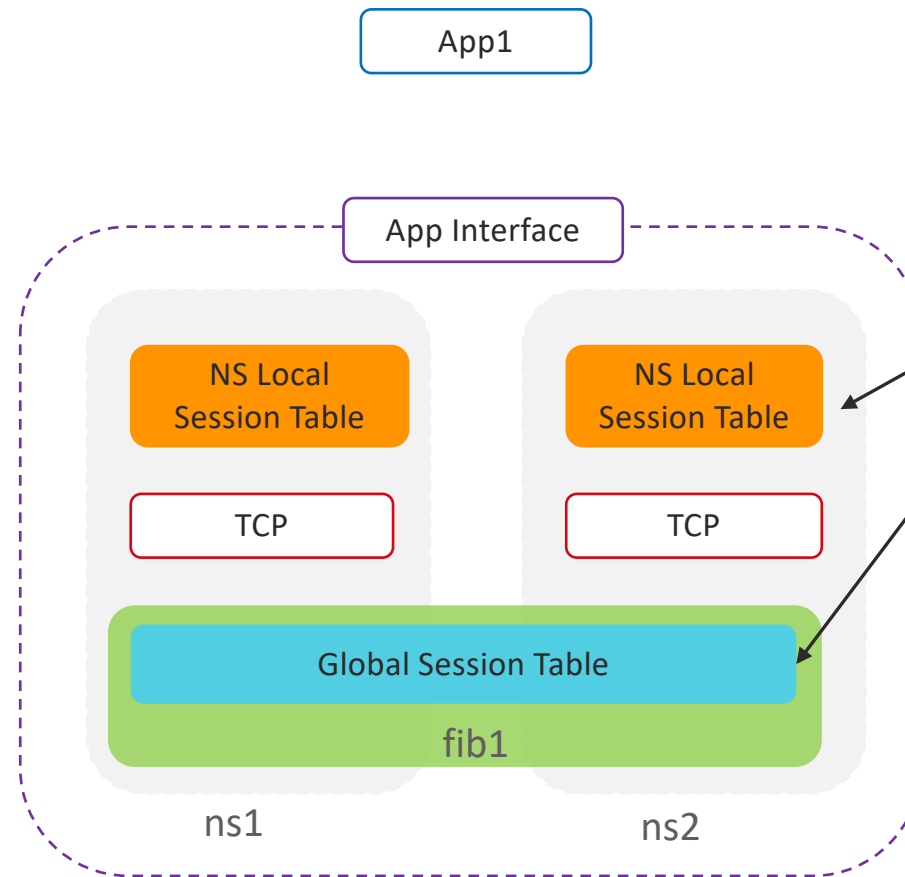 App1
App Interface
NS Local
Session Table
NS Local
Session Table
TCP
TCP
Global Session Table
fib1
ns1
ns2